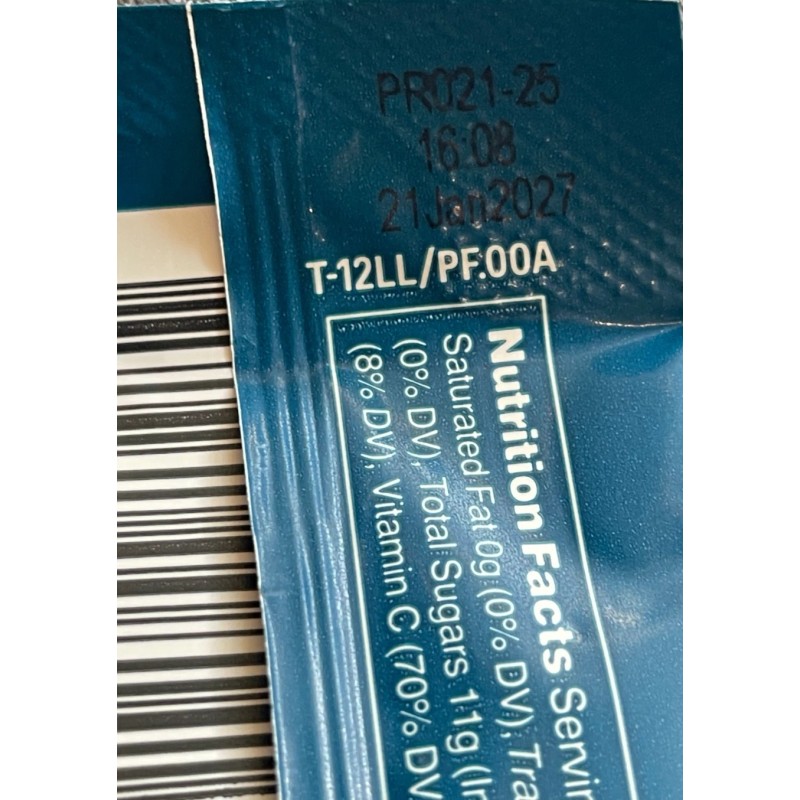 PR021-25
16:08
21Jan2027
T-12LL/PF.00A
Nutrition Facts Servin
Saturated Fat 0g (0% DV), Tra
(0% DV), Total Sugars 11g (In
(8% DV), Vitamin C (70% DV